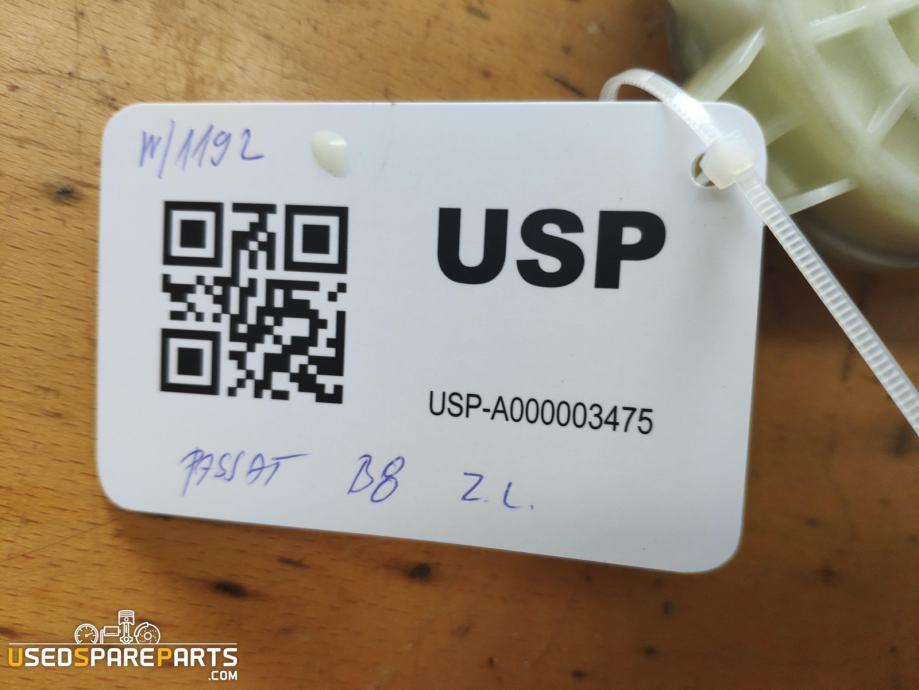 W/1192
USP
USP-A000003475
PASSAT B8 Z.L.
USEDSPAREPARTS
.COM